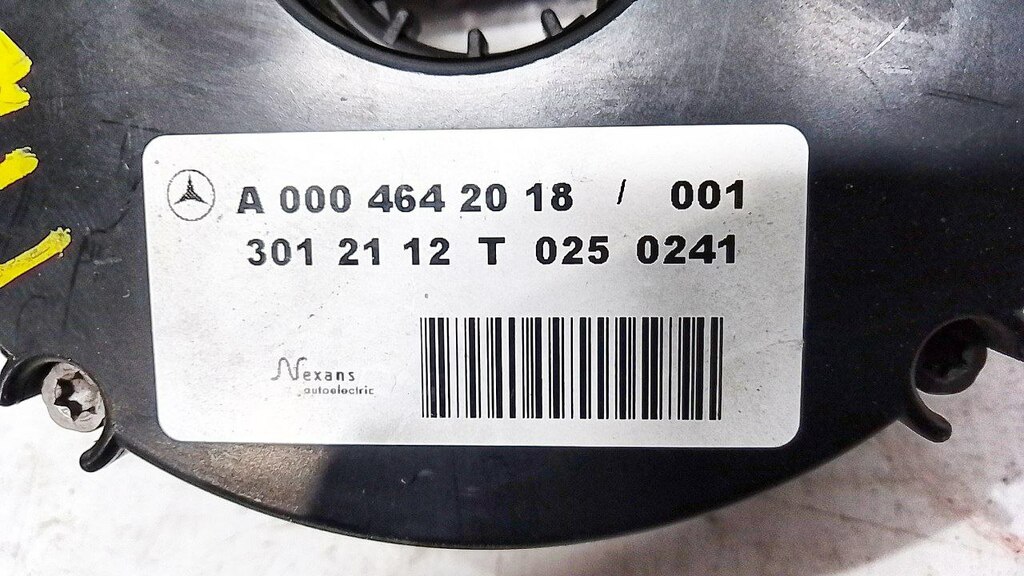 A 000 464 20 18 / 001
301 21 12 T 025 0241
Nexans
autoelectric